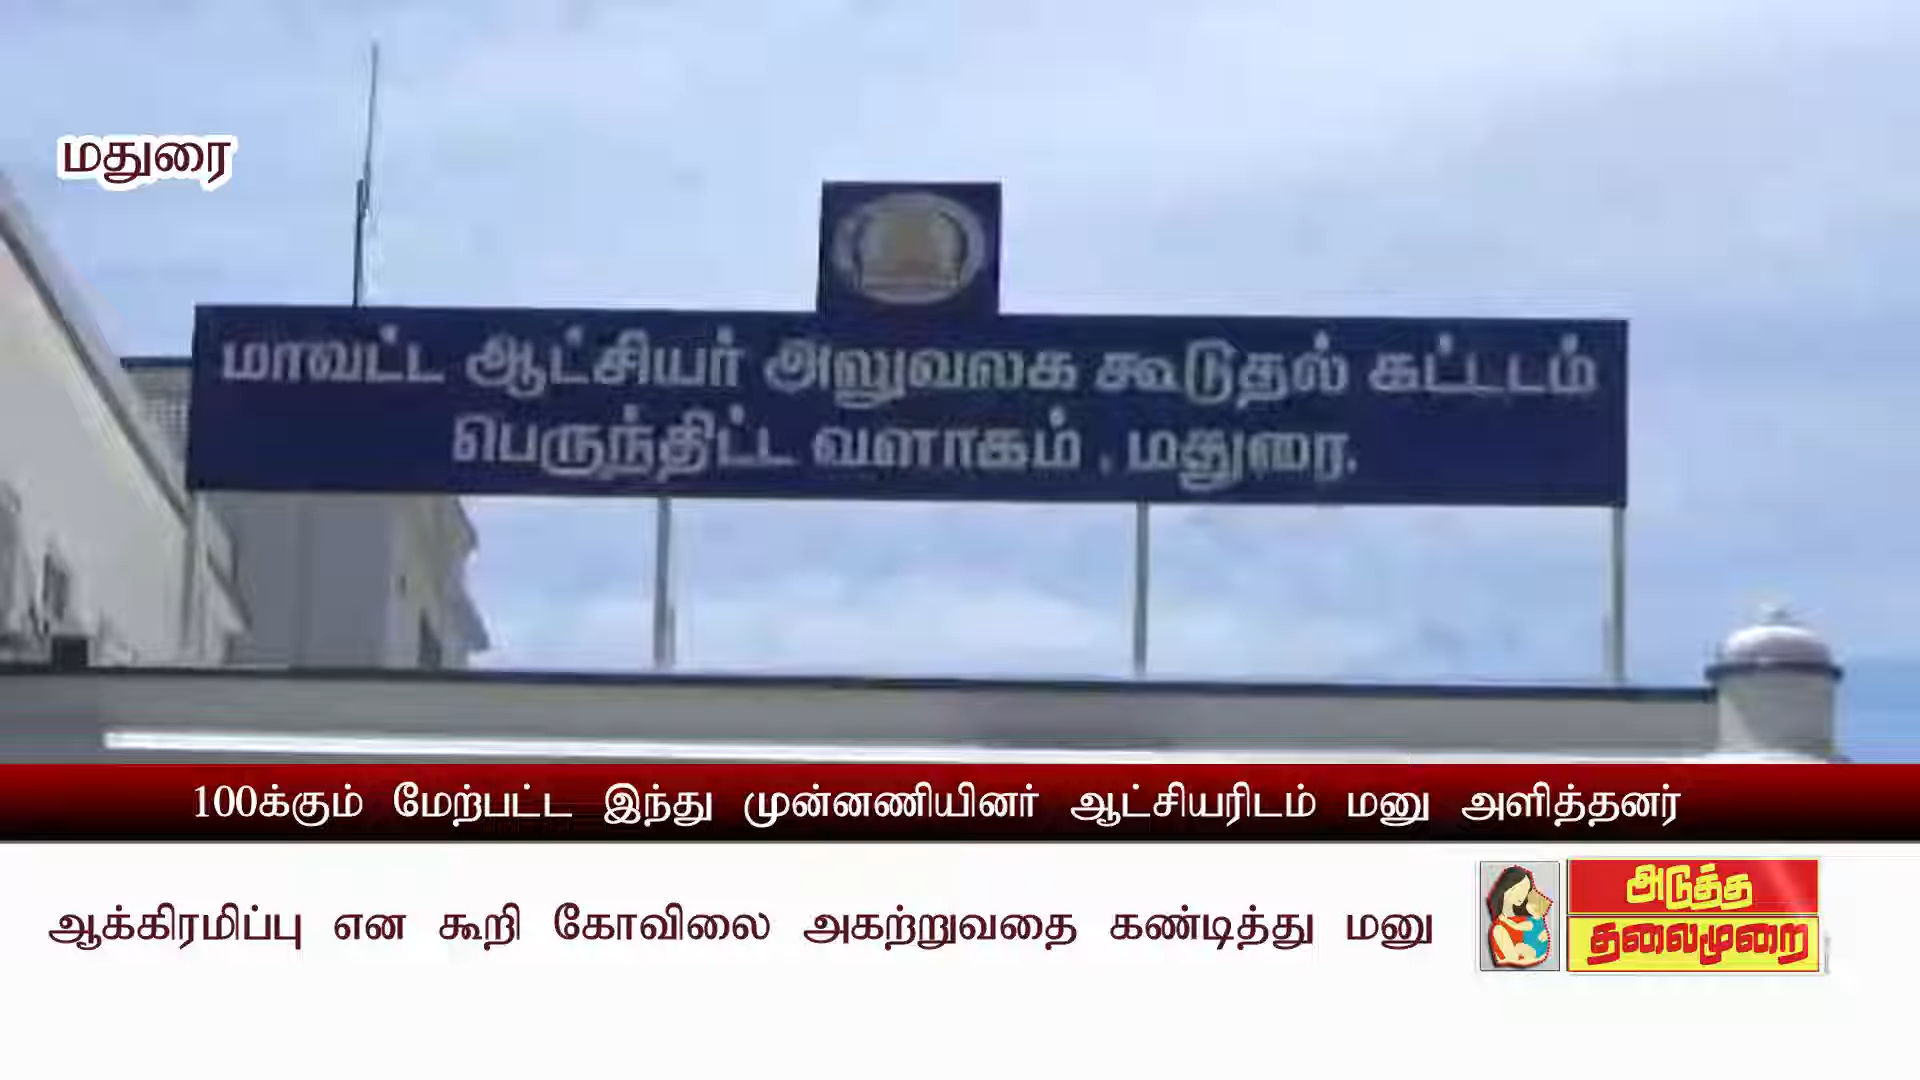 மதுரை
மாவட்ட ஆட்சியர் அலுவலக கூடுதல் கட்டடம்
பெருந்திட்ட வளாகம் , மதுரை.
100க்கும் மேற்பட்ட இந்து முன்னணியினர் ஆட்சியரிடம் மனு அளித்தனர்
ஆக்கிரமிப்பு என கூறி கோவிலை அகற்றுவதை கண்டித்து மனு
அடுத்த
தலைமுறை